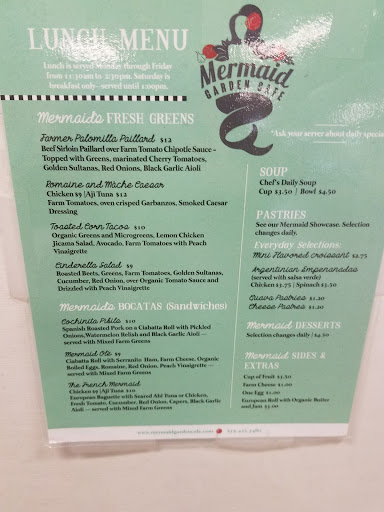 LUNCH MENU
Lunch is served Monday through Friday
from 11:30am to 2:30pm. Saturday is
breakfast only - served until 1:00pm.
Mermaid
GARDEN CAFE
*Ask your server about daily specials
Mermaids FRESH GREENS
Farmer Palomilla Paillard $12
Beef Sirloin Paillard over Farm Tomato Chipotle Sauce -
Topped with Greens, marinated Cherry Tomatoes,
Golden Sultanas, Red Onions, Black Garlic Aioli
Romaine and Mâche Caesar
Chicken $9 |Aji Tuna $12
Farm Tomatoes, oven crisped Garbanzos, Smoked Caesar
Dressing
Toasted Corn Tacos $10
Organic Greens and Microgreens, Lemon Chicken
Jicama Salad, Avocado, Farm Tomatoes with Peach
Vinaigrette
Cinderella Salad $9
Roasted Beets, Greens, Farm Tomatoes, Golden Sultanas,
Cucumber, Red Onion, over Organic Tomato Sauce and
Drizzled with Peach Vinaigrette
Mermaids BOCATAS (Sandwiches)
Cochinita Pibile $10
Spanish Roasted Pork on a Ciabatta Roll with Pickled
Onions,Watermelon Relish and Black Garlic Aioli —
served with Mixed Farm Greens
Mermaid Ole $9
Ciabatta Roll with Serranito Ham, Farm Cheese, Organic
Boiled Eggs, Romaine, Red Onion, Peach Vinaigrette —
served with Mixed Farm Greens
The French Mermaid
Chicken $9 |Aji Tuna $10
European Baguette with Seared Ahi Tuna or Chicken,
Fresh Tomato, Cucumber, Red Onion, Capers, Black Garlic
Aioli — served with Mixed Farm Greens
SOUP
Chef's Daily Soup
Cup $3.50 | Bowl $4.50
PASTRIES
See our Mermaid Showcase. Selection
changes daily.
Everyday Selections:
Mini Flavored croissant $2.75
Argentinian Empanandas
(served with salsa verde)
Chicken $3.75 | Spinach $3.50
Guava Pastries $1.20
Cheese Pastries $1.20
Mermaid DESSERTS
Selection changes daily / $4.50
Mermaid SIDES &
EXTRAS
Cup of Fruit $3.50
Farm Cheese $1.00
One Egg $1.00
European Roll with Organic Butter
and Jam $3.00
www.mermaidgardencafe.com